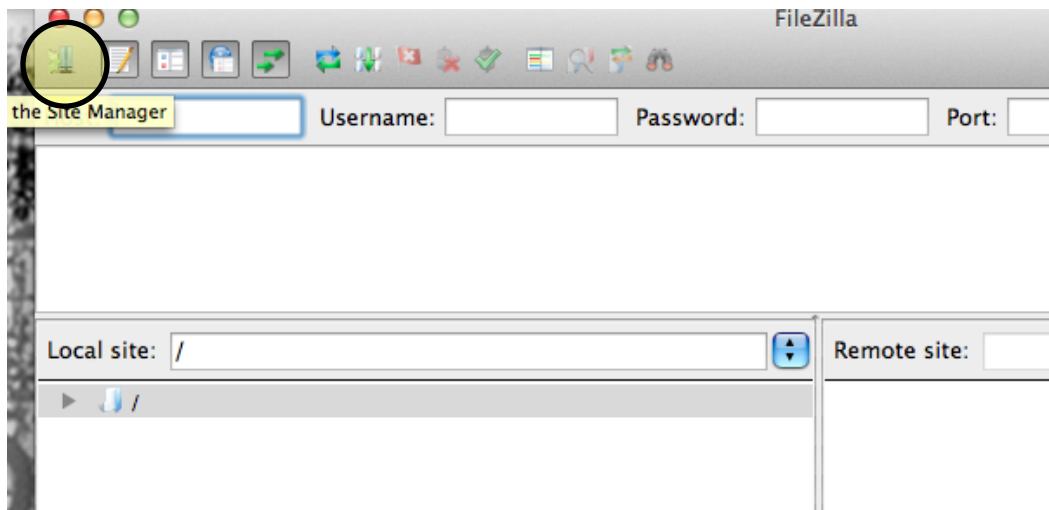 FileZilla
the Site Manager
Username: Password: Port:
Local site: / Remote site:
/